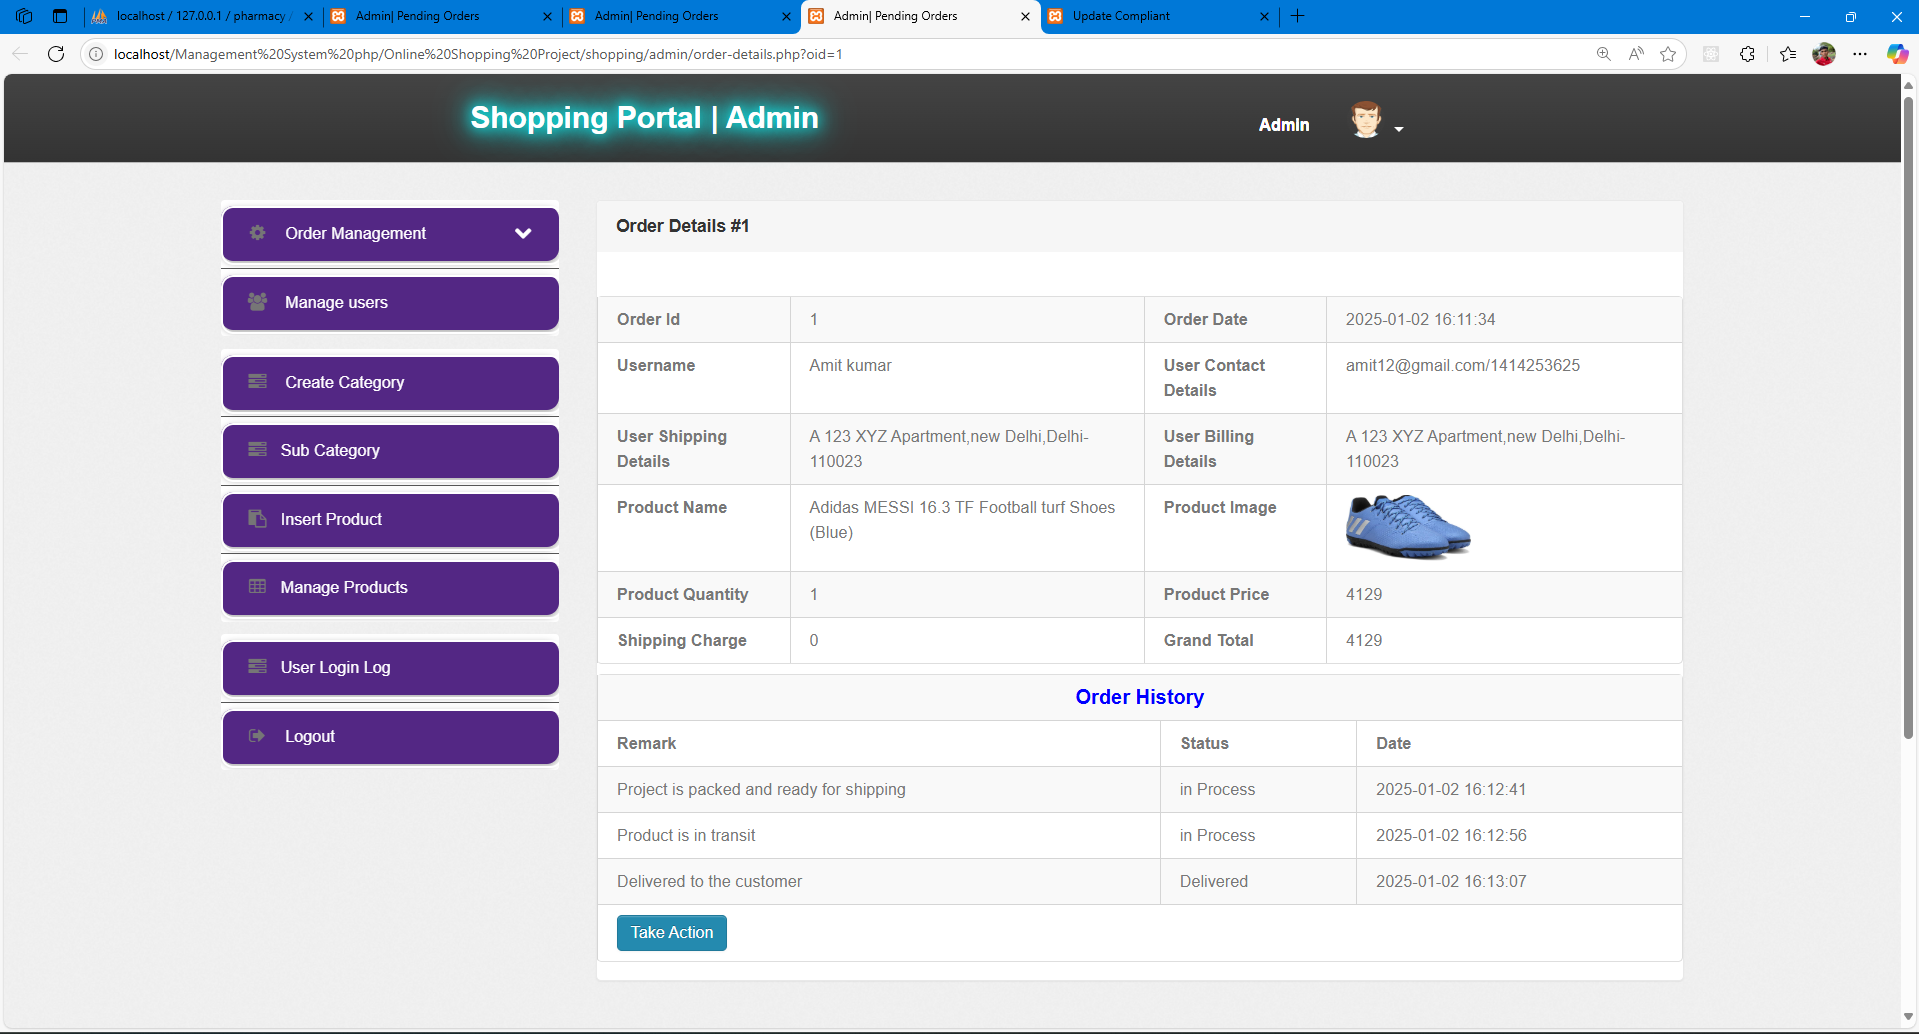 localhost / 127.0.0.1 / pharmacy
Admin| Pending Orders
Admin| Pending Orders
Admin| Pending Orders
Update Compliant
localhost/Management%20System%20php/Online%20Shopping%20Project/shopping/admin/order-details.php?oid=1
Shopping Portal | Admin
Admin
Order Management
Manage users
Create Category
Sub Category
Insert Product
Manage Products
User Login Log
Logout
Order Details #1
Order Id 1 Order Date 2025-01-02 16:11:34
Username Amit kumar User Contact amit12@gmail.com/1414253625
Details
User Shipping A 123 XYZ Apartment,new Delhi,Delhi- User Billing A 123 XYZ Apartment,new Delhi,Delhi-
Details 110023 Details 110023
Product Name Adidas MESSI 16.3 TF Football turf Shoes Product Image
(Blue)
Product Quantity 1 Product Price 4129
Shipping Charge 0 Grand Total 4129
Order History
Remark Status Date
Project is packed and ready for shipping in Process 2025-01-02 16:12:41
Product is in transit in Process 2025-01-02 16:12:56
Delivered to the customer Delivered 2025-01-02 16:13:07
Take Action